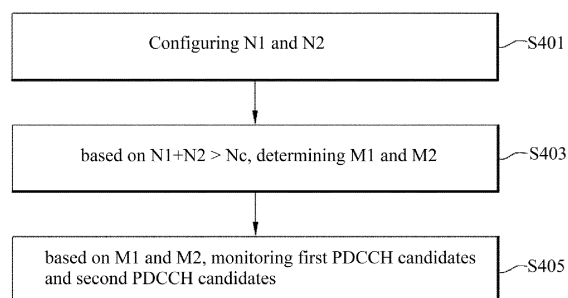 Configuring N1 and N2
S401
based on N1+N2 > Nc, determining M1 and M2
S403
based on M1 and M2, monitoring first PDCCH candidates
and second PDCCH candidates
S405